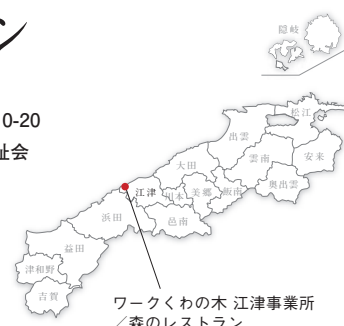 ン
0-20
祉会
隠岐
松江
出雲
安来
雲南
大田
奥出雲
飯南
美郷
川本
江津
邑南
浜田
益田
津和野
吉賀
ワークくわの木 江津事業所
／森のレストラン